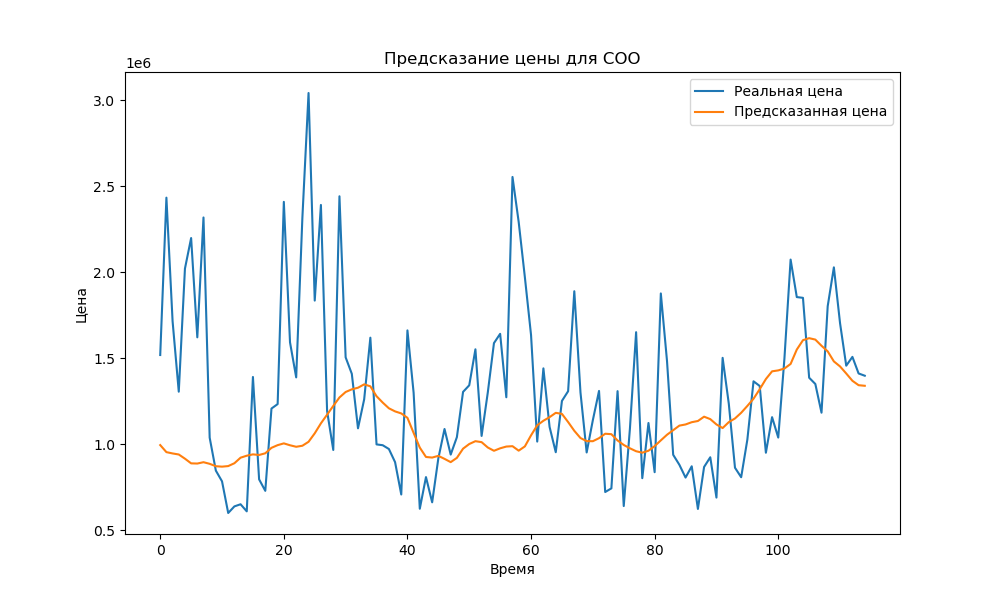 Предсказание цены для COO
1e6
Реальная цена
Предсказанная цена
3.0
2.5
2.0
1.5
1.0
0.5
Цена
0 20 40 60 80 100
Время